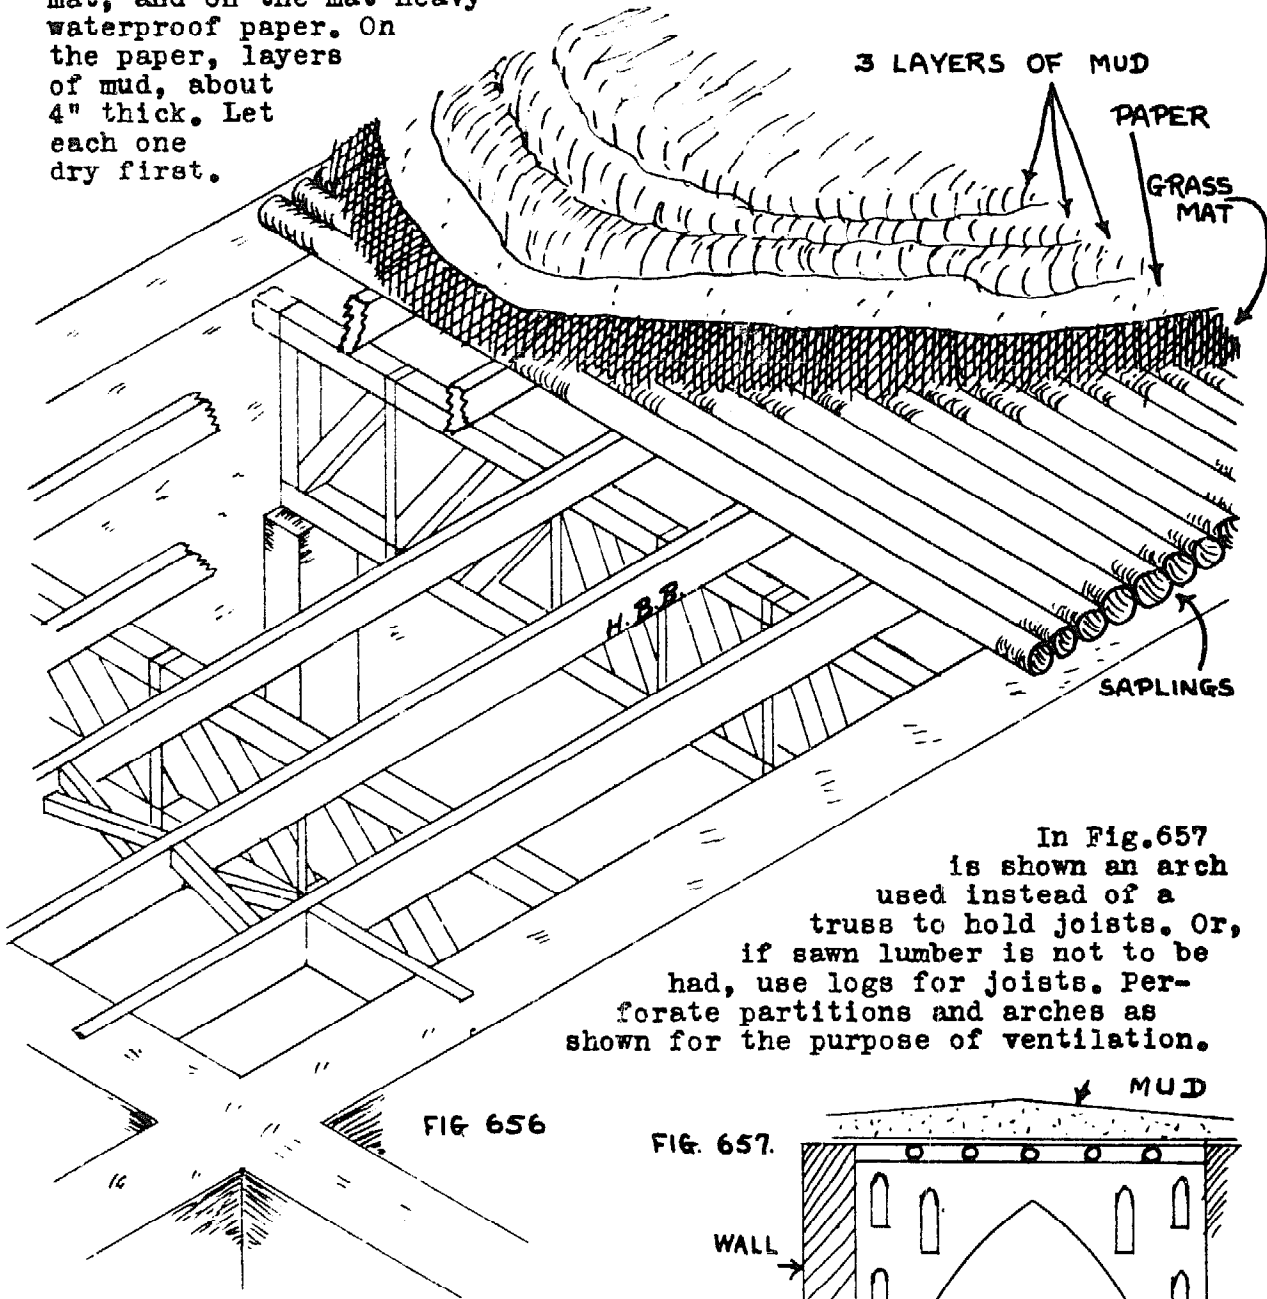 mat, and on the mat heavy
waterproof paper. On
the paper, layers
of mud, about
4" thick. Let
each one
dry first.
3 LAYERS OF MUD
PAPER
GRASS
MAT
H.B.B.
SAPLINGS
In Fig.657
is shown an arch
used instead of a
truss to hold joists. Or,
if sawn lumber is not to be
had, use logs for joists. Per-
forate partitions and arches as
shown for the purpose of ventilation.
FIG 656
MUD
FIG. 657.
WALL